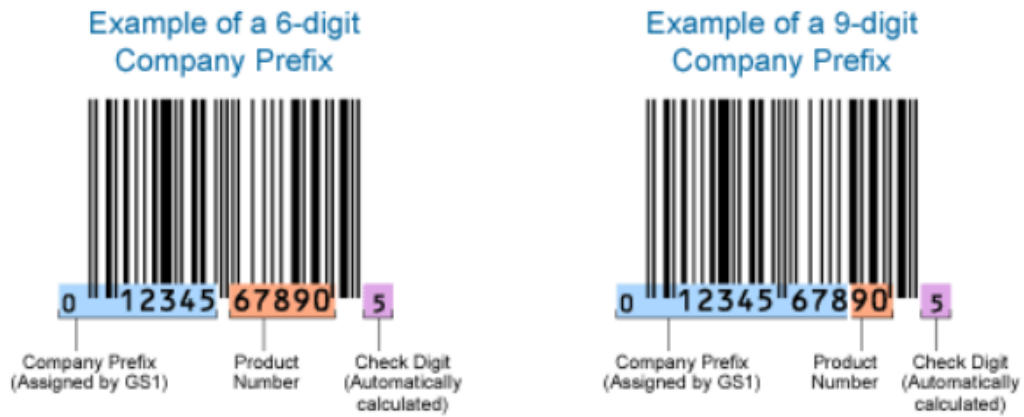 Example of a 6-digit
Company Prefix
0 12345 67890 5
Company Prefix
(Assigned by GS1)
Product
Number
Check Digit
(Automatically
calculated)
Example of a 9-digit
Company Prefix
0 12345 67890 5
Company Prefix
(Assigned by GS1)
Product
Number
Check Digit
(Automatically
calculated)